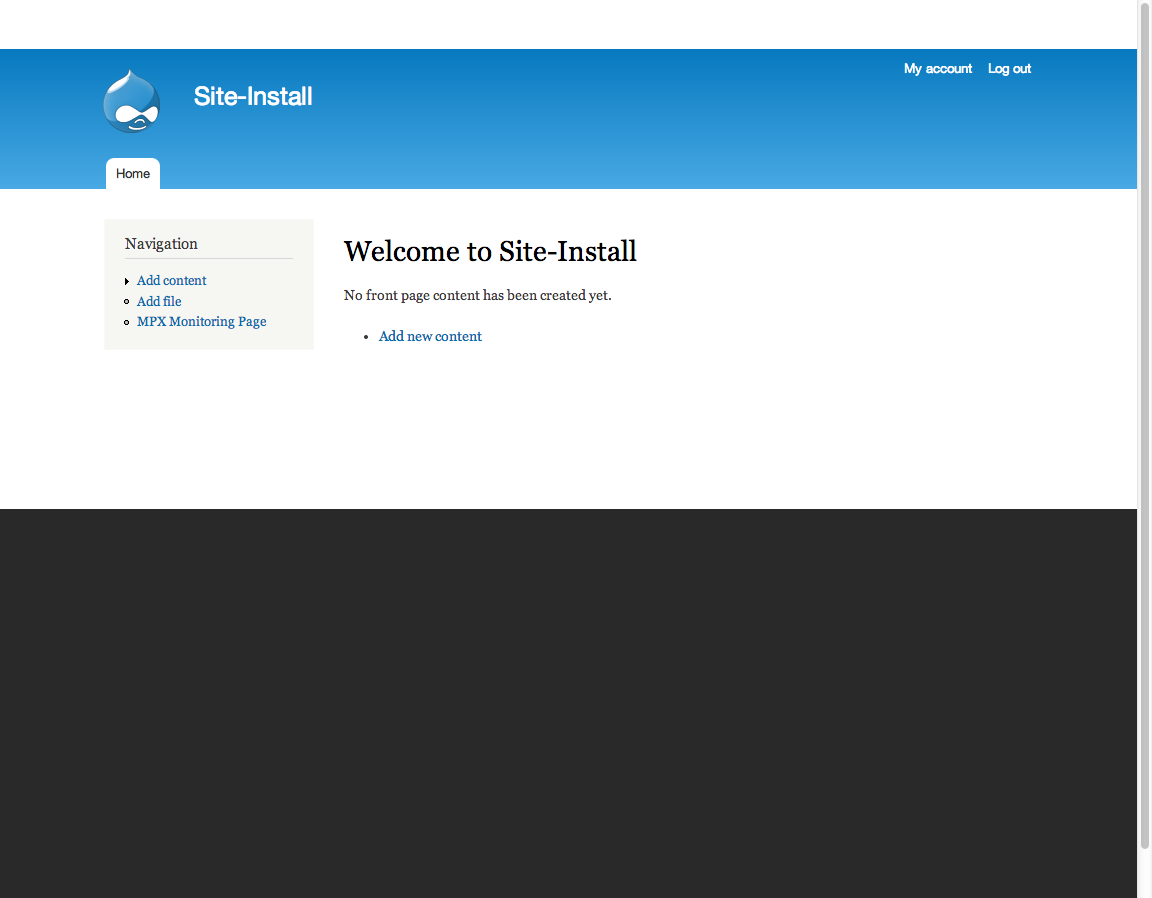 My account Log out
Site-Install
Home
Navigation
Add content
Add file
MPX Monitoring Page
Welcome to Site-Install
No front page content has been created yet.
Add new content